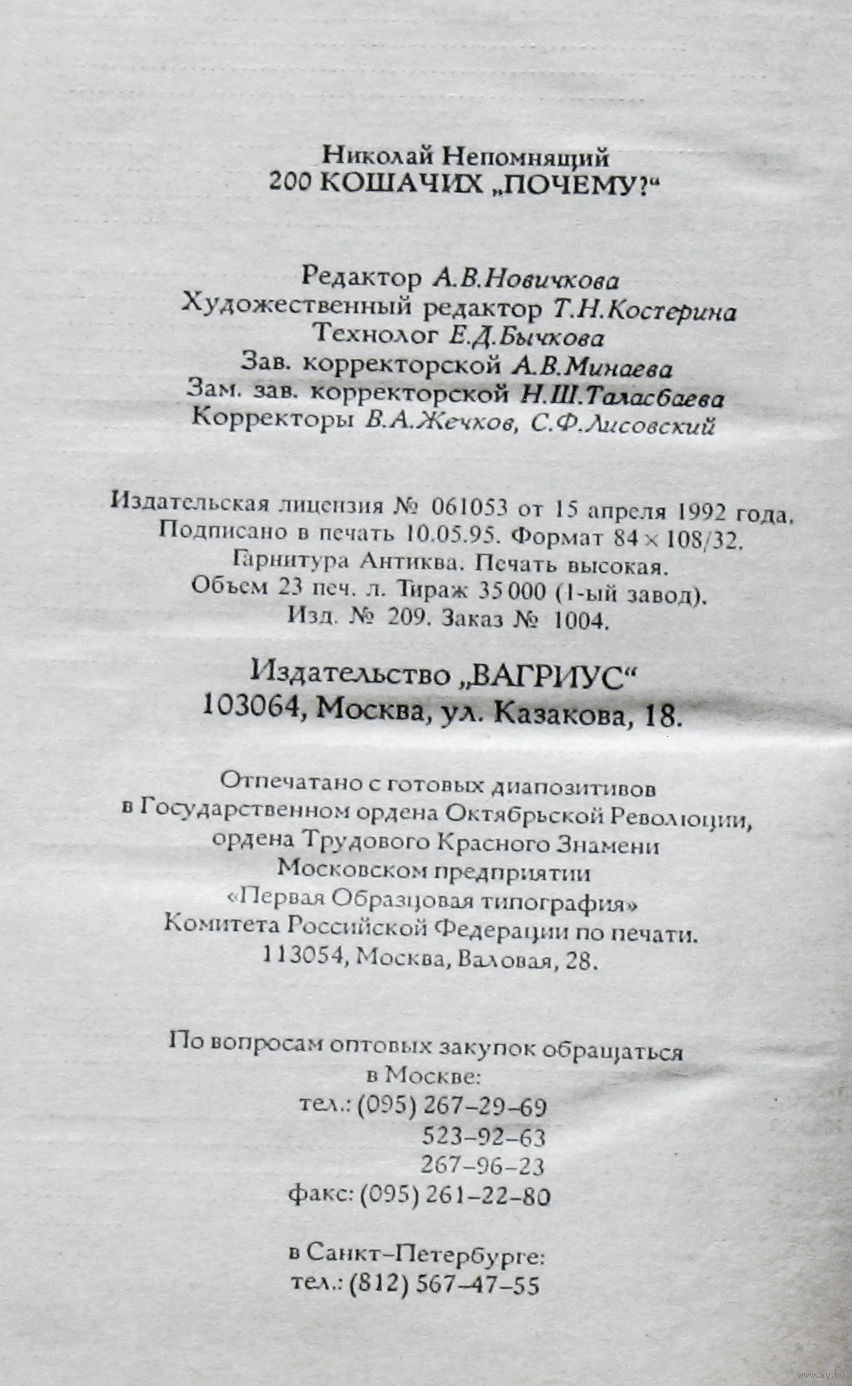 Николай Непомнящий
200 КОШАЧИХ „ПОЧЕМУ?“
Редактор А.В.Новичкова
Художественный редактор Т.Н.Костерина
Технолог Е.Д.Бычкова
Зав. корректорской А.В.Минаева
Зам. зав. корректорской Н.Ш.Таласбаева
Корректоры В.А.Жечков, С.Ф.Лисовский
Издательская лицензия № 061053 от 15 апреля 1992 года.
Подписано в печать 10.05.95. Формат 84 × 108/32.
Гарнитура Антиква. Печать высокая.
Объем 23 печ. л. Тираж 35 000 (1-ый завод).
Изд. № 209. Заказ № 1004.
Издательство „ВАГРИУС“
103064, Москва, ул. Казакова, 18.
Отпечатано с готовых диапозитивов
в Государственном ордена Октябрьской Революции,
ордена Трудового Красного Знамени
Московском предприятии
«Первая Образцовая типография»
Комитета Российской Федерации по печати.
113054, Москва, Валовая, 28.
По вопросам оптовых закупок обращаться
в Москве:
тел.: (095) 267–29–69
523–92–63
267–96–23
факс: (095) 261–22–80
в Санкт–Петербурге:
тел.: (812) 567–47–55
www.ay.by